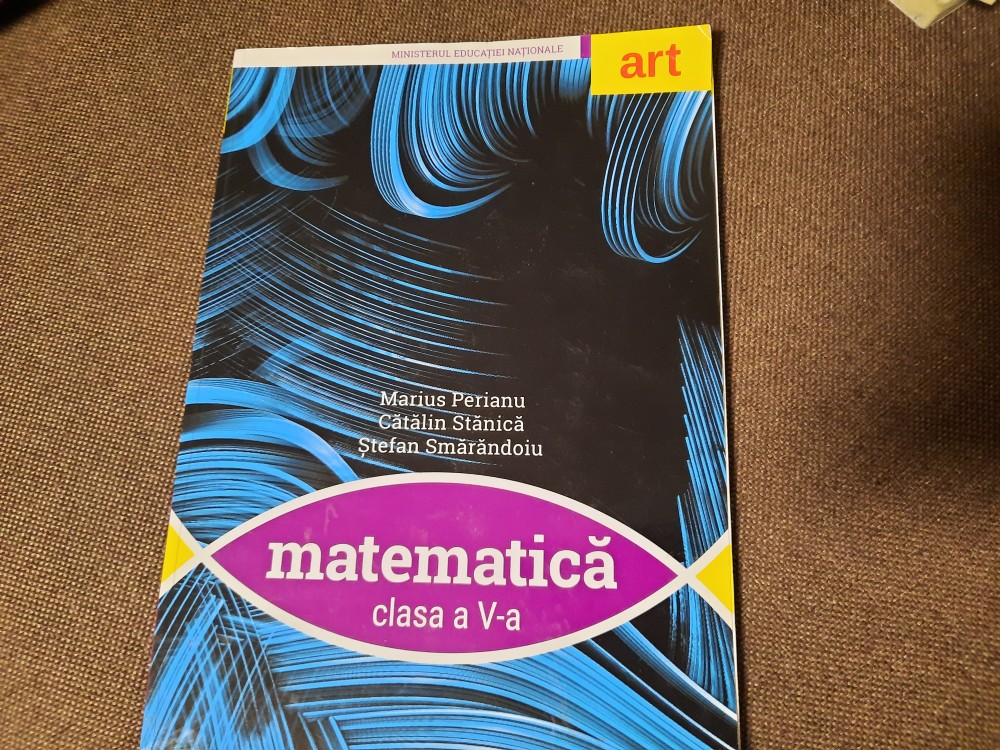 MINISTERUL EDUCAȚIEI NAȚIONALE
art
Marius Perianu
Cătălin Stănică
Ștefan Smărăndoiu
matematică
clasa a V-a